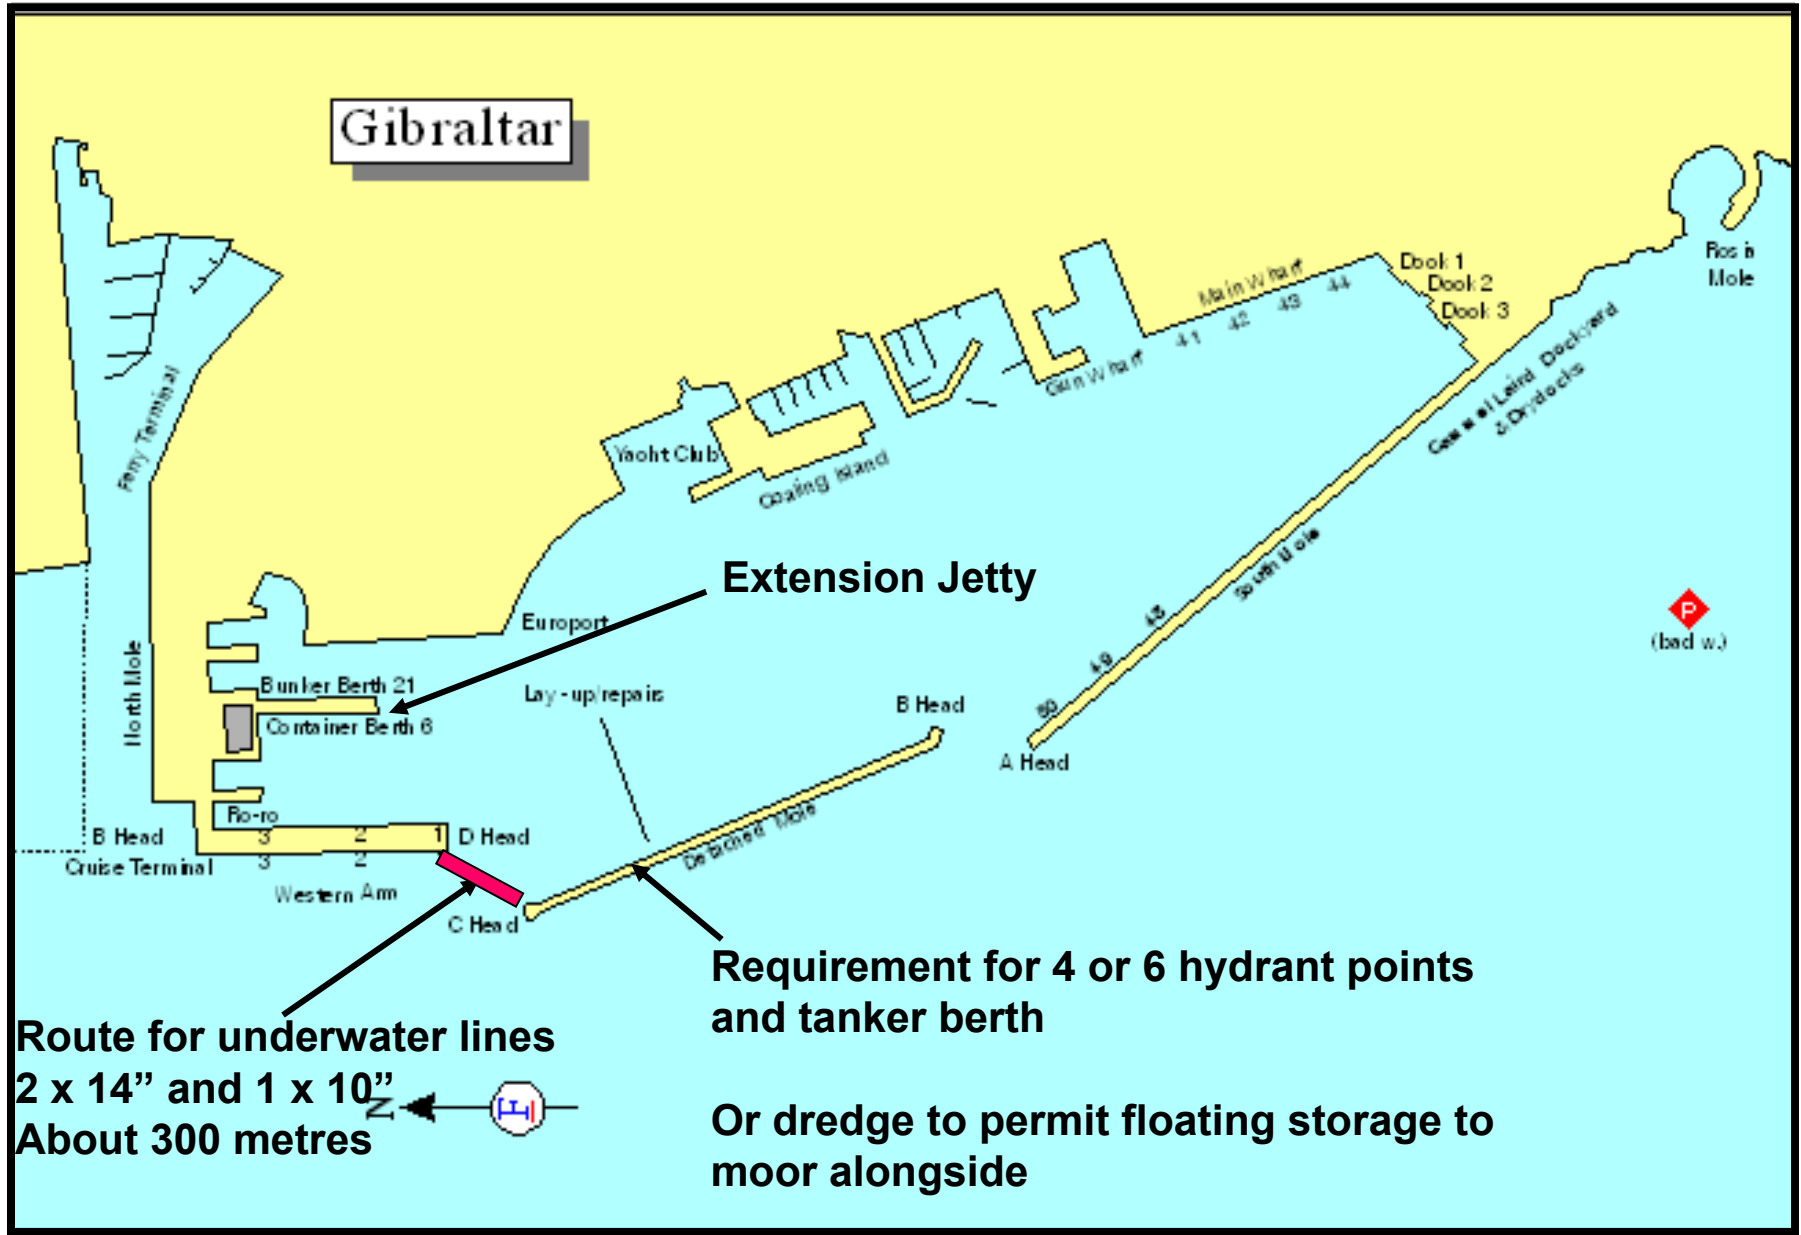 Gibraltar
Rosia
Mole
Dock 1
Dock 2
Dock 3
Main Wharf
41 42 43 44
Gun Wharf
Cammel Laird Dockyard
& Drydocks
Ferry Terminal
Yacht Club
Coaling Island
South Mole
48
49
50
Extension Jetty
P
(bad w.)
Europort
North Mole
Bunker Berth 21
Container Berth 6
Lay-up/repairs
B Head
A Head
Ro-ro
B Head
3 2 1
D Head
Cruise Terminal
3 2
Detached Mole
Western Arm
C Head
Requirement for 4 or 6 hydrant points
and tanker berth
Route for underwater lines
2 x 14” and 1 x 10”
About 300 metres
N
Or dredge to permit floating storage to
moor alongside